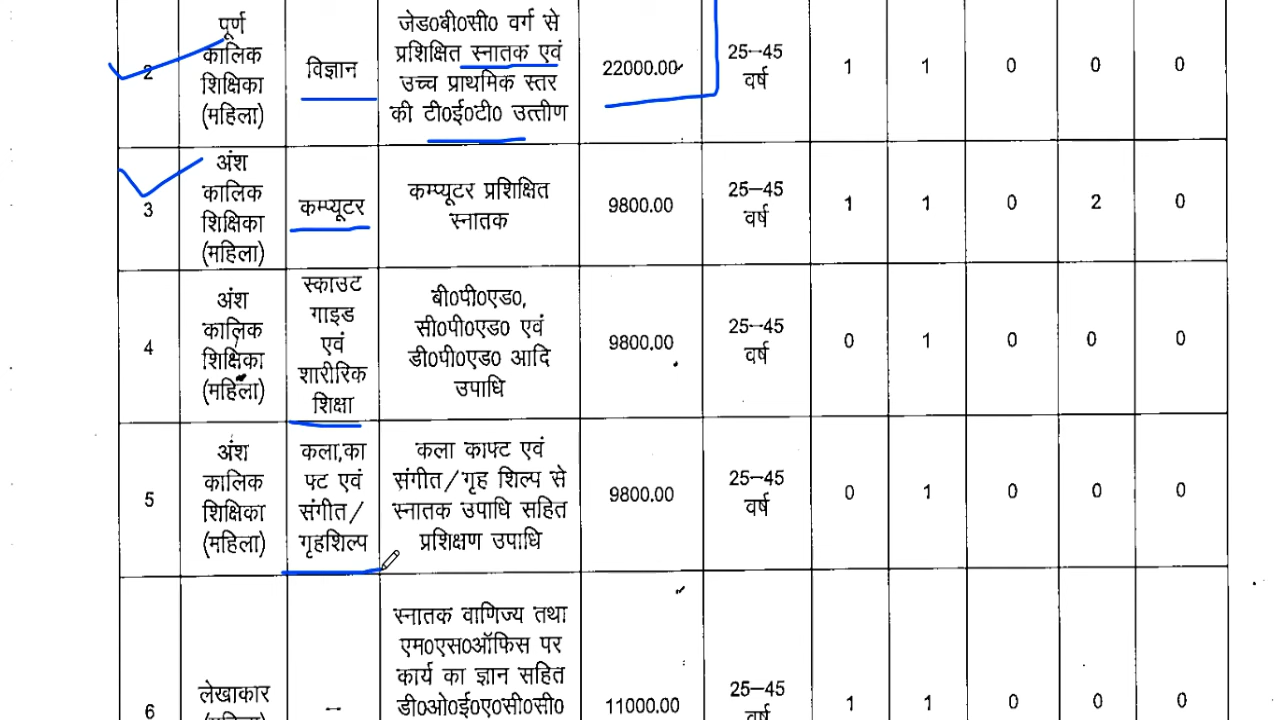 2
पूर्ण
कालिक
शिक्षिका
(महिला)
विज्ञान
जेड0बी0सी0 वर्ग से
प्रशिक्षित स्नातक एवं
उच्च प्राथमिक स्तर
की टी0ई0टी0 उत्तीण
22000.00
25–45
वर्ष
1
1
0
0
0
3
अंश
कालिक
शिक्षिका
(महिला)
कम्प्यूटर
कम्प्यूटर प्रशिक्षित
स्नातक
9800.00
25–45
वर्ष
1
1
0
2
0
4
अंश
कालिक
शिक्षिका
(महिला)
स्काउट
गाइड
एवं
शारीरिक
शिक्षा
बी0पी0एड0,
सी0पी0एड0 एवं
डी0पी0एड0 आदि
उपाधि
9800.00
25–45
वर्ष
0
1
0
0
0
5
अंश
कालिक
शिक्षिका
(महिला)
कला,का
फ्ट एवं
संगीत/
गृहशिल्प
कला काफ्ट एवं
संगीत/गृह शिल्प से
स्नातक उपाधि सहित
प्रशिक्षण उपाधि
9800.00
25–45
वर्ष
0
1
0
0
0
6
लेखाकार
--
स्नातक वाणिज्य तथा
एम0एस0ऑफिस पर
कार्य का ज्ञान सहित
डी0ओ0ई0ए0सी0सी0
11000.00
25–45
वर्ष
1
1
0
0
0